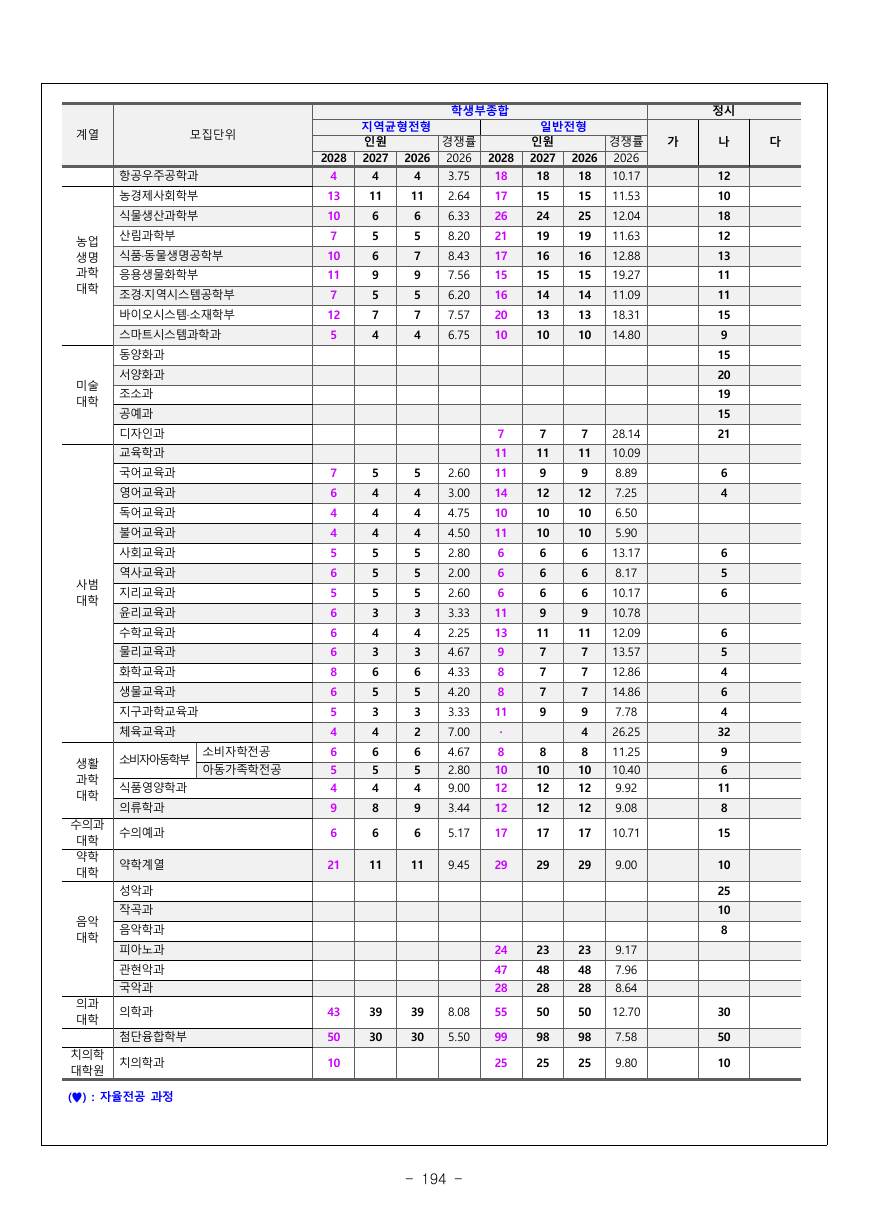 계열 모집단위 학생부종합 정시
지역균형전형 일반전형 가 나 다
인원 경쟁률 인원 경쟁률
2028 2027 2026 2026 2028 2027 2026 2026
항공우주공학과 4 4 4 3.75 18 18 18 10.17 12
농업 생명 과학 대학
농경제사회학부 13 11 11 2.64 17 15 15 11.53 10
식물생산과학부 10 6 6 6.33 26 24 25 12.04 18
산림과학부 7 5 5 8.20 21 19 19 11.63 12
식품·동물생명공학부 10 6 7 8.43 17 16 16 12.88 13
응용생물화학부 11 9 9 7.56 15 15 15 19.27 11
조경·지역시스템공학부 7 5 5 6.20 16 14 14 11.09 11
바이오시스템·소재학부 12 7 7 7.57 20 13 13 18.31 15
스마트시스템과학과 5 4 4 6.75 10 10 10 14.80 9
미술 대학
동양화과 15
서양화과 20
조소과 19
공예과 15
디자인과 7 7 7 28.14 21
사범 대학
교육학과 11 11 11 10.09
국어교육과 7 5 5 2.60 11 9 9 8.89 6
영어교육과 6 4 4 3.00 14 12 12 7.25 4
독어교육과 4 4 4 4.75 10 10 10 6.50
불어교육과 4 4 4 4.50 11 10 10 5.90
사회교육과 5 5 5 2.80 6 6 6 13.17 6
역사교육과 6 5 5 2.00 6 6 6 8.17 5
지리교육과 5 5 5 2.60 6 6 6 10.17 6
윤리교육과 6 3 3 3.33 11 9 9 10.78
수학교육과 6 4 4 2.25 13 11 11 12.09 6
물리교육과 6 3 3 4.67 9 7 7 13.57 5
화학교육과 8 6 6 4.33 8 7 7 12.86 4
생물교육과 6 5 5 4.20 8 7 7 14.86 6
지구과학교육과 5 3 3 3.33 11 9 9 7.78 4
체육교육과 4 4 2 7.00 · 4 26.25 32
생활 과학 대학
소비자아동학부 소비자학전공 6 6 6 4.67 8 8 8 11.25 9
아동가족학전공 5 5 5 2.80 10 10 10 10.40 6
식품영양학과 4 4 4 9.00 12 12 12 9.92 11
의류학과 9 8 9 3.44 12 12 12 9.08 8
수의과 대학 수의예과 6 6 6 5.17 17 17 17 10.71 15
약학 대학 약학계열 21 11 11 9.45 29 29 29 9.00 10
음악 대학
성악과 25
작곡과 10
음악학과 8
피아노과 24 23 23 9.17
관현악과 47 48 48 7.96
국악과 28 28 28 8.64
의과 대학 의학과 43 39 39 8.08 55 50 50 12.70 30
첨단융합학부 50 30 30 5.50 99 98 98 7.58 50
치의학 대학원 치의학과 10 25 25 25 9.80 10
(♥) : 자율전공 과정
- 194 -